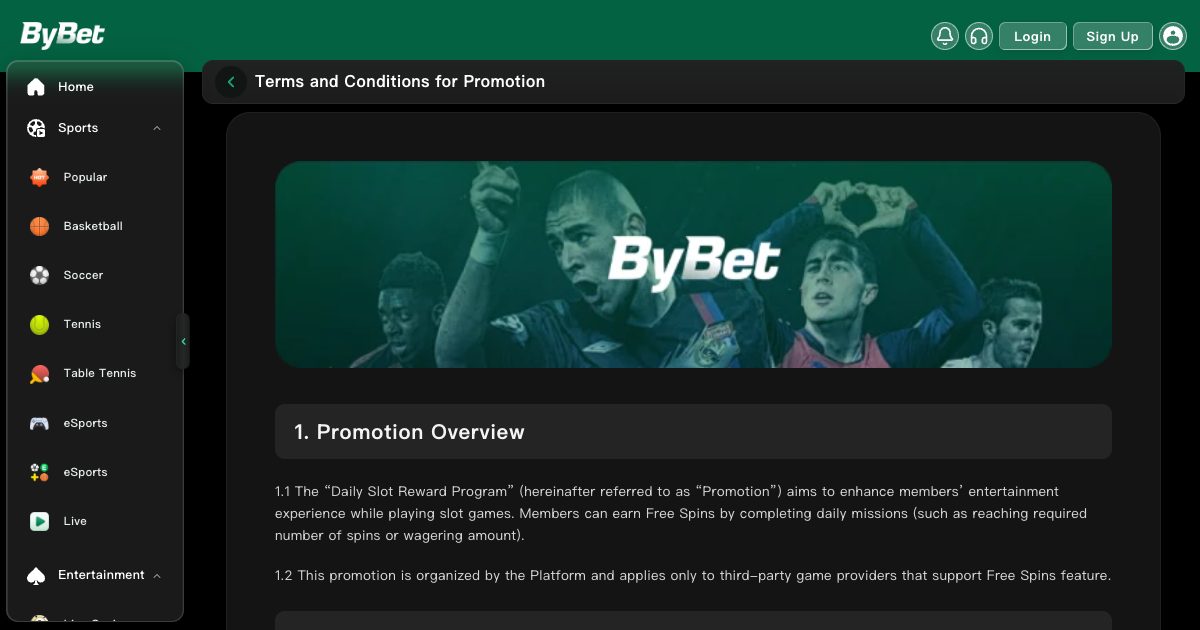 ByBet
Login
Sign Up
Home
Sports
Popular
Basketball
Soccer
Tennis
Table Tennis
eSports
eSports
Live
Entertainment
Terms and Conditions for Promotion
ByBet
1. Promotion Overview
1.1 The “Daily Slot Reward Program” (hereinafter referred to as “Promotion”) aims to enhance members’ entertainment
experience while playing slot games. Members can earn Free Spins by completing daily missions (such as reaching required
number of spins or wagering amount).
1.2 This promotion is organized by the Platform and applies only to third-party game providers that support Free Spins feature.